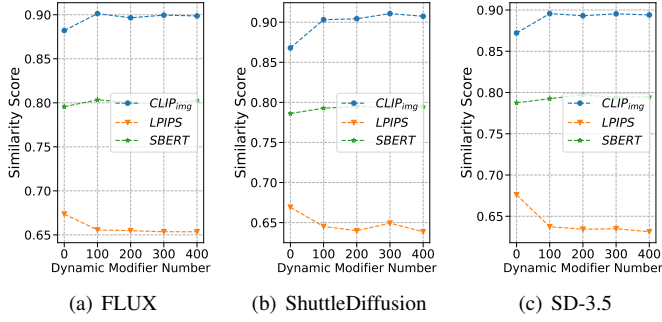 Similarity Score
0.90
0.85
0.80
0.75
0.70
0.65
CLIPimg
LPIPS
SBERT
0 100 200 300 400
Dynamic Modifier Number
(a) FLUX
Similarity Score
0.90
0.85
0.80
0.75
0.70
0.65
CLIPimg
LPIPS
SBERT
0 100 200 300 400
Dynamic Modifier Number
(b) ShuttleDiffusion
Similarity Score
0.90
0.85
0.80
0.75
0.70
0.65
CLIPimg
LPIPS
SBERT
0 100 200 300 400
Dynamic Modifier Number
(c) SD-3.5